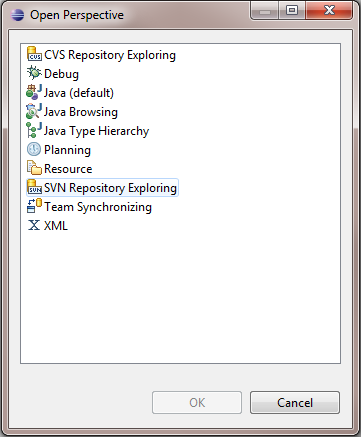 Open Perspective
CVS Repository Exploring
Debug
Java (default)
Java Browsing
Java Type Hierarchy
Planning
Resource
SVN Repository Exploring
Team Synchronizing
XML
OK
Cancel